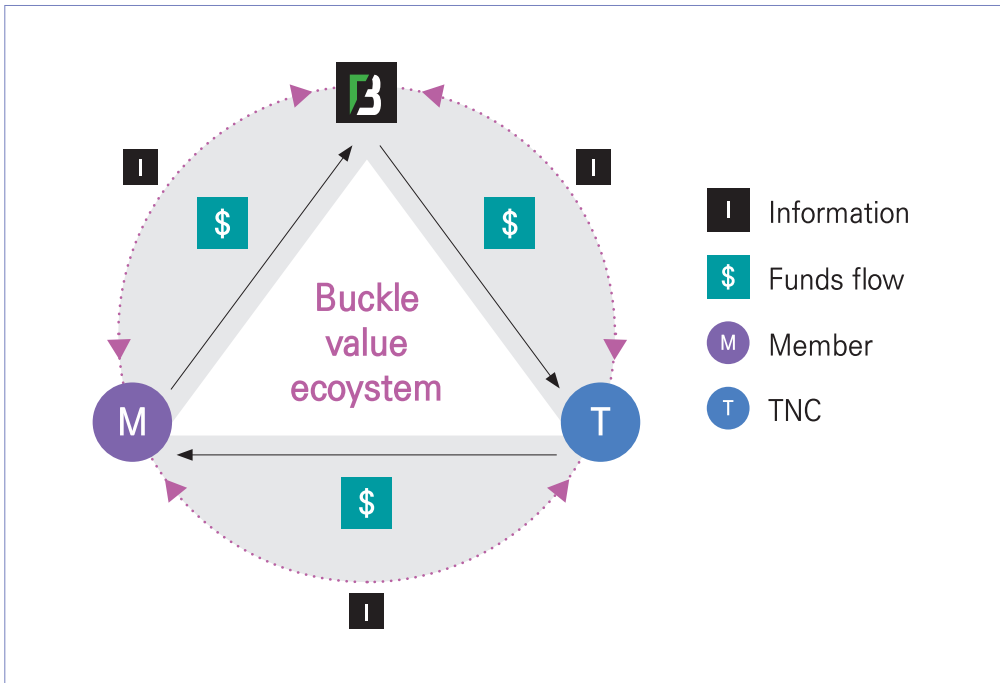 B
I
I
$
$
Buckle
value
ecoystem
M
T
$
I
I Information
$ Funds flow
M Member
T TNC